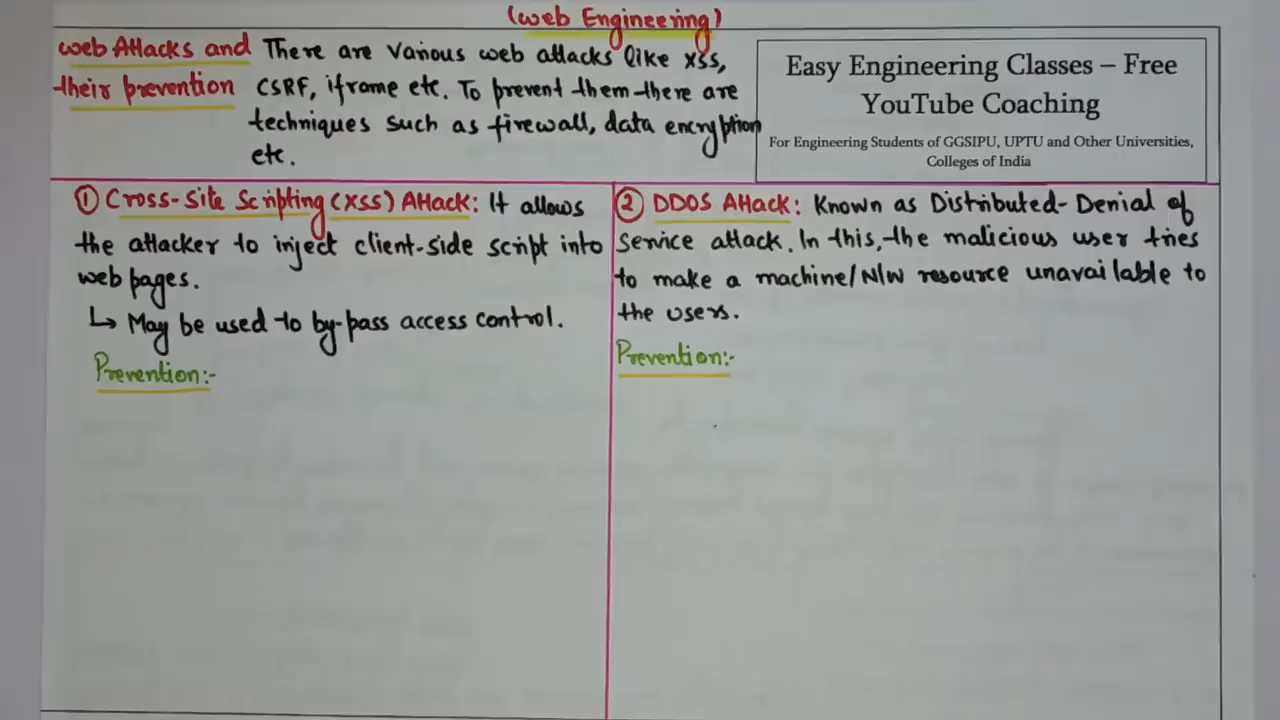 (Web Engineering)
Web Attacks and
their prevention
There are various web attacks like XSS,
CSRF, iframe etc. To prevent them there are
techniques such as firewall, data encryption
etc.
Easy Engineering Classes – Free
YouTube Coaching
For Engineering Students of GGSIPU, UPTU and Other Universities,
Colleges of India
① Cross-Site Scripting (XSS) Attack: It allows
the attacker to inject client-side script into
web pages.
↳ May be used to by-pass access control.
Prevention:-
② DDOS Attack: Known as Distributed-Denial of
Service attack. In this, the malicious user tries
to make a machine/N/W resource unavailable to
the users.
Prevention:-